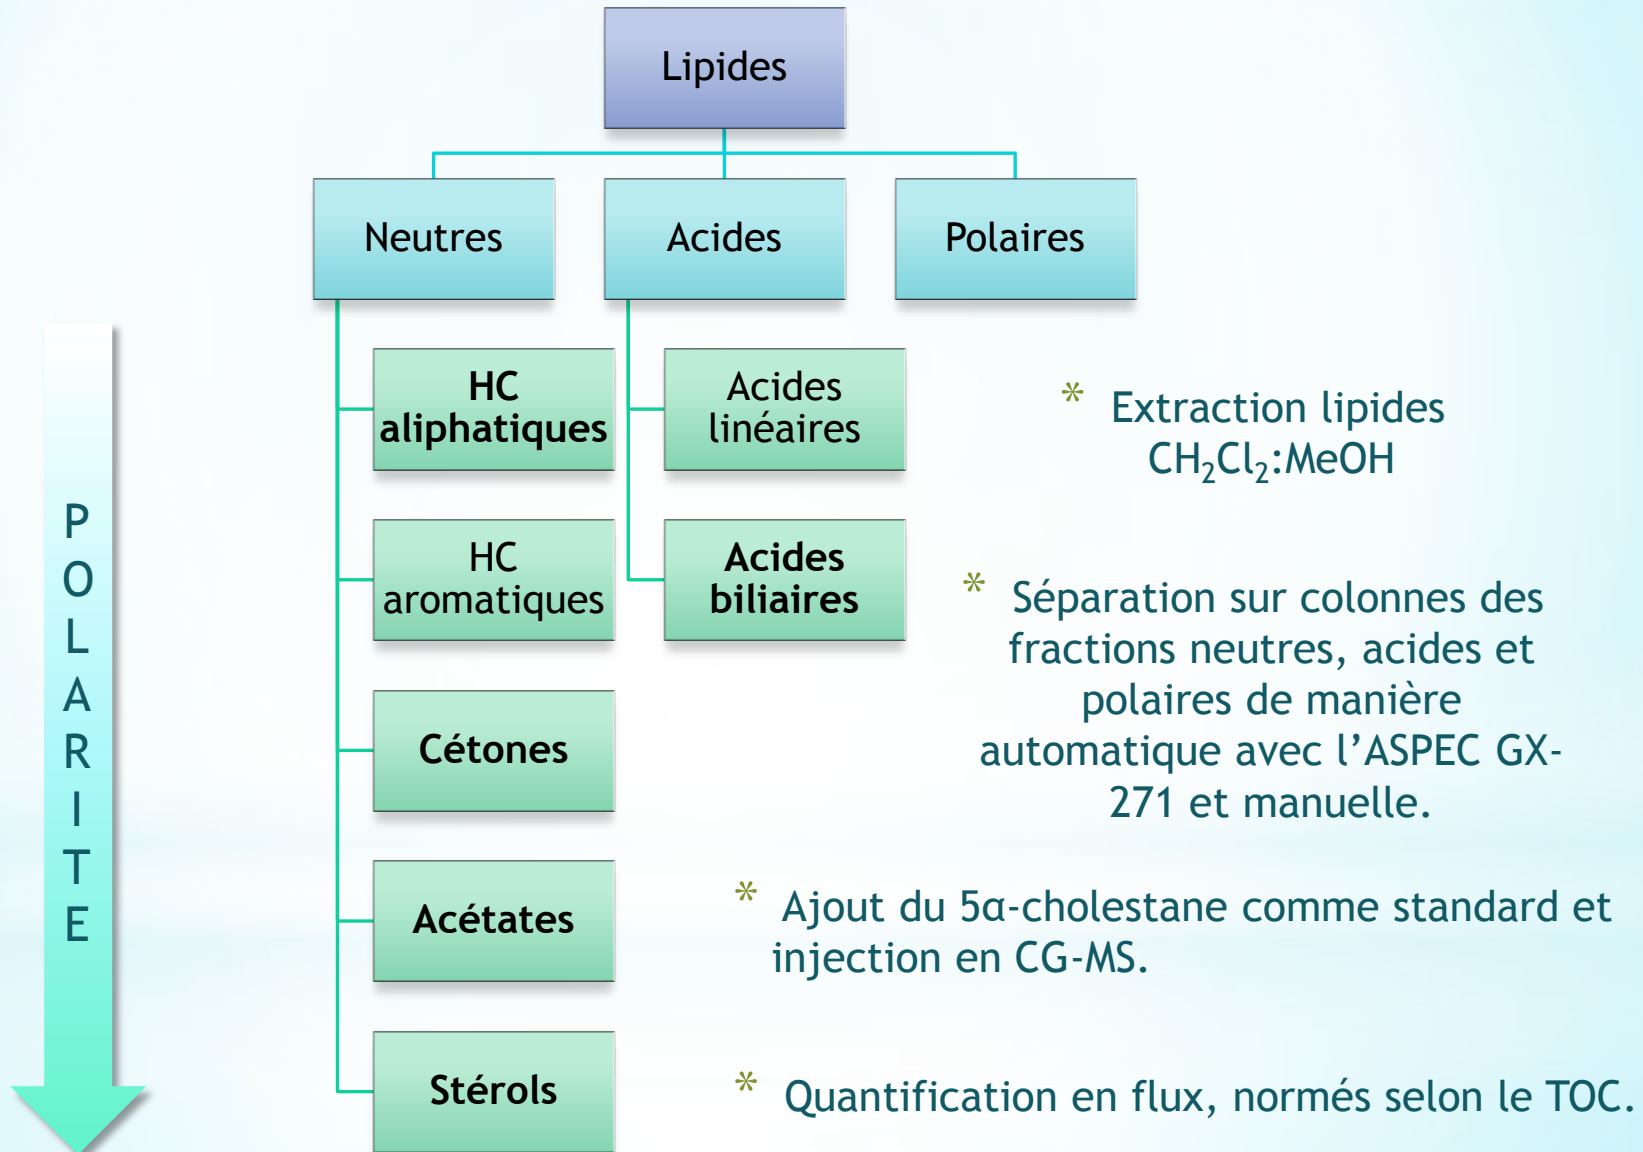 Lipides
Neutres
Acides
Polaires
HC
aliphatiques
HC
aromatiques
Cétones
Acétates
Stérols
Acides
linéaires
Acides
biliaires
P
O
L
A
R
I
T
E
* Extraction lipides
CH₂Cl₂:MeOH
* Séparation sur colonnes des
fractions neutres, acides et
polaires de manière
automatique avec l’ASPEC GX-
271 et manuelle.
* Ajout du 5α-cholestane comme standard et
injection en CG-MS.
* Quantification en flux, normés selon le TOC.